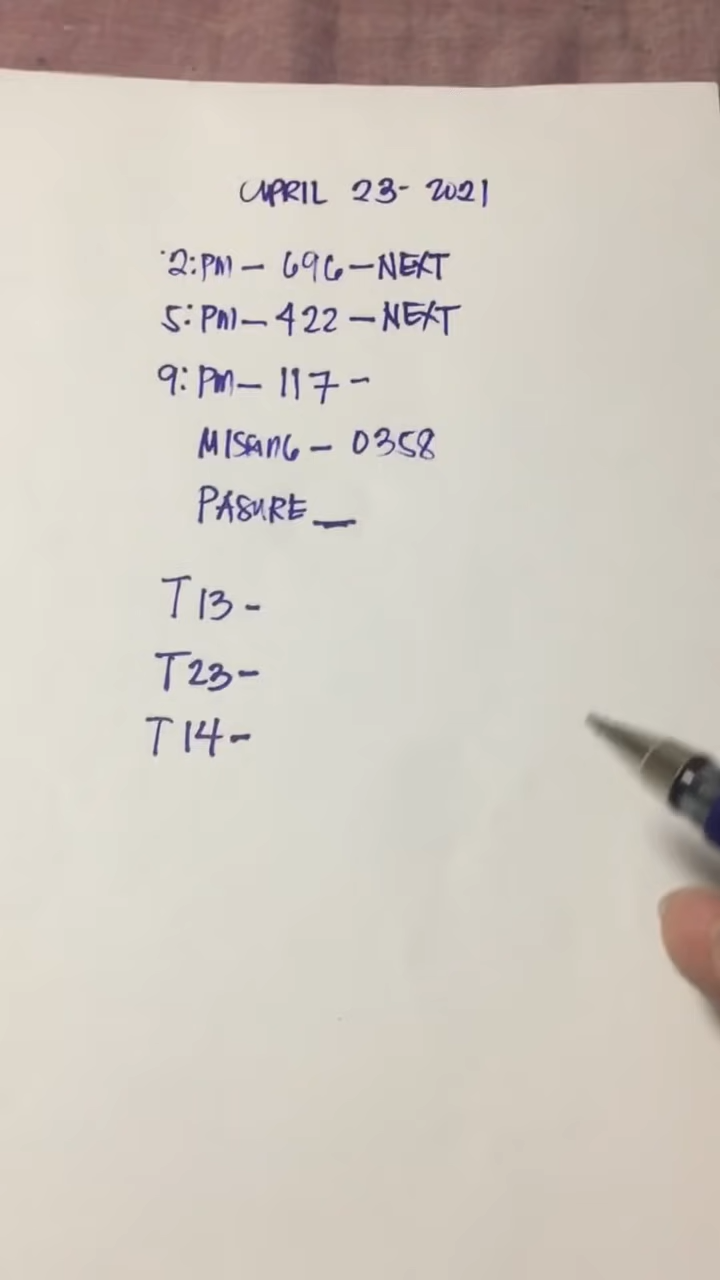 APRIL 23- 2021
2:PM - 696 - NEXT
5:PM - 422 - NEXT
9:PM - 117 -
MISSING - 0358
PASURE _
T13-
T23-
T14-